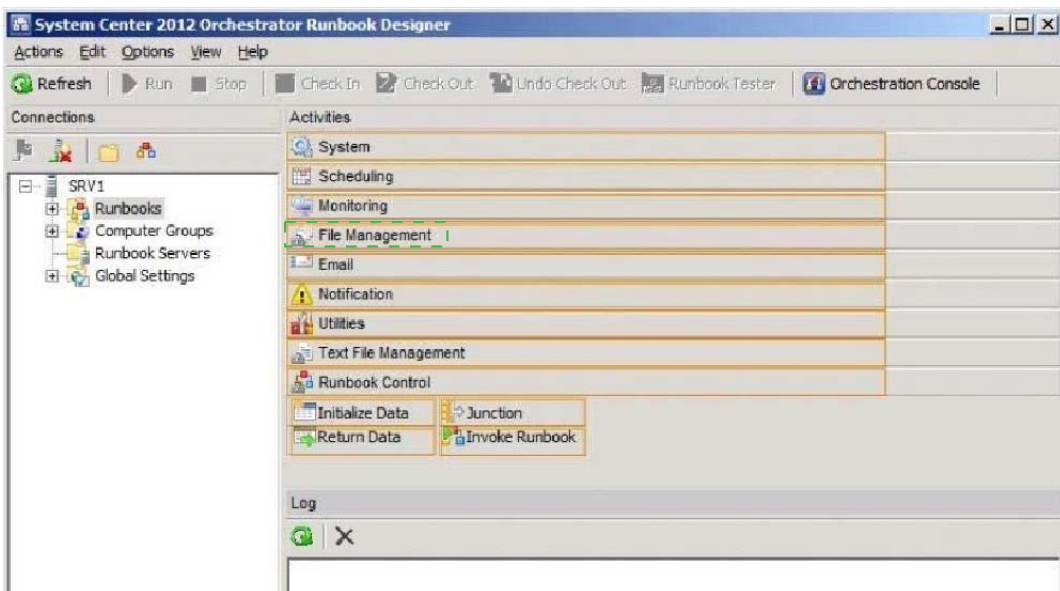 System Center 2012 Orchestrator Runbook Designer
Actions Edit Options View Help
Refresh Run Stop Check In Check Out Undo Check Out Runbook Tester Orchestration Console
Connections
SRV1
Runbooks
Computer Groups
Runbook Servers
Global Settings
Activities
System
Scheduling
Monitoring
File Management
Email
Notification
Utilities
Text File Management
Runbook Control
Initialize Data Junction
Return Data Invoke Runbook
Log